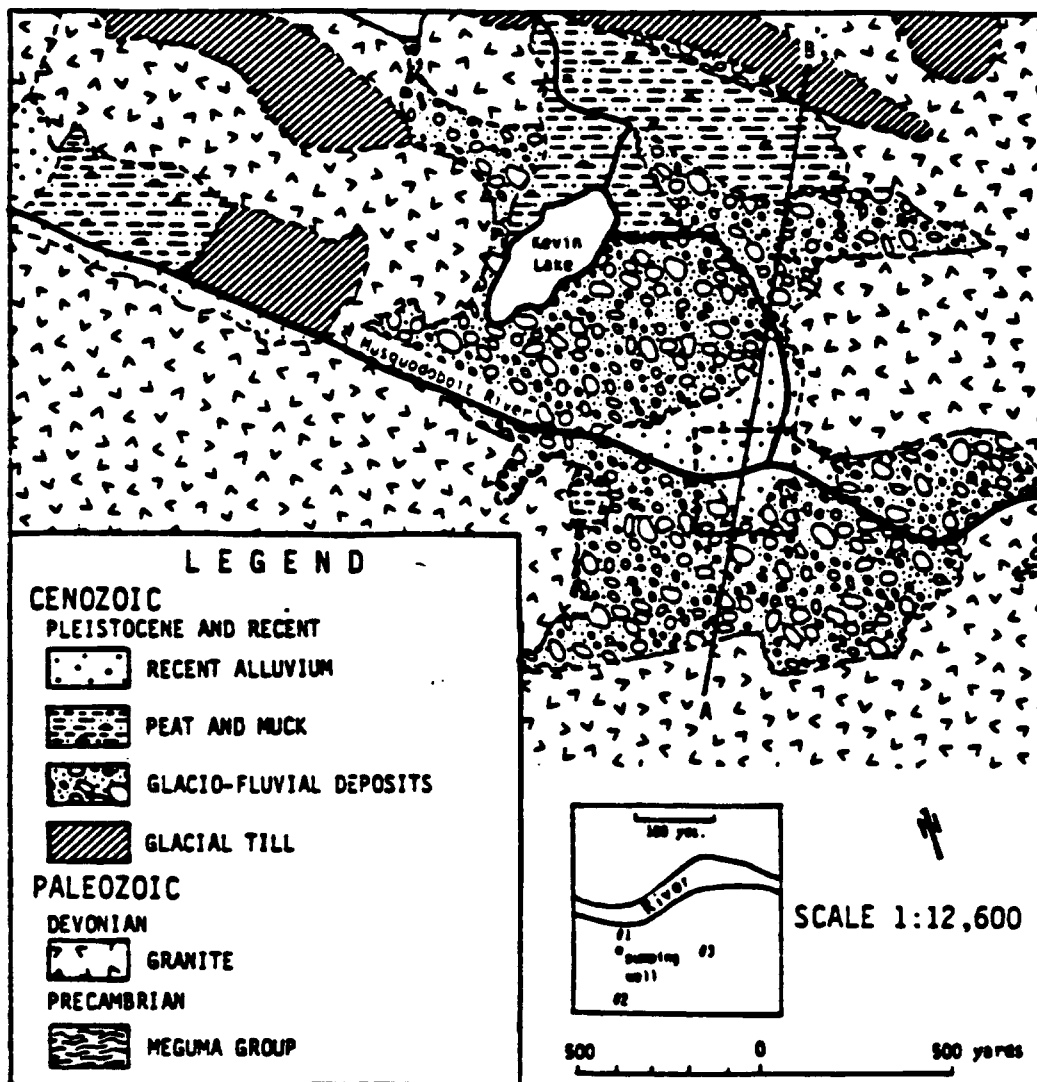 B
Kevin
Lake
Musquodoboit River
A
LEGEND
CENOZOIC
PLEISTOCENE AND RECENT
RECENT ALLUVIUM
PEAT AND MUCK
GLACIO-FLUVIAL DEPOSITS
GLACIAL TILL
PALEOZOIC
DEVONIAN
GRANITE
PRECAMBRIAN
MEGUMA GROUP
100 yds.
River
#1
pumping
well
#3
#2
SCALE 1:12,600
500 0 500 yards